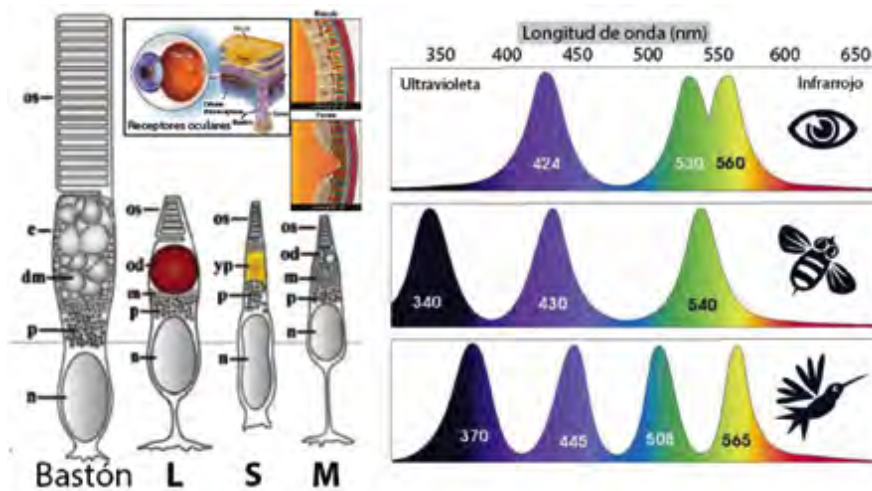 os
e
dm
p
n
Bastón
os
od
m
p
n
L
os
yp
p
n
S
os
od
m
p
n
M
Receptores oculares
Longitud de onda (nm)
350 400 450 500 540 600 650
Ultravioleta
Infrarrojo
424
530
560
340
430
540
370
445
508
565